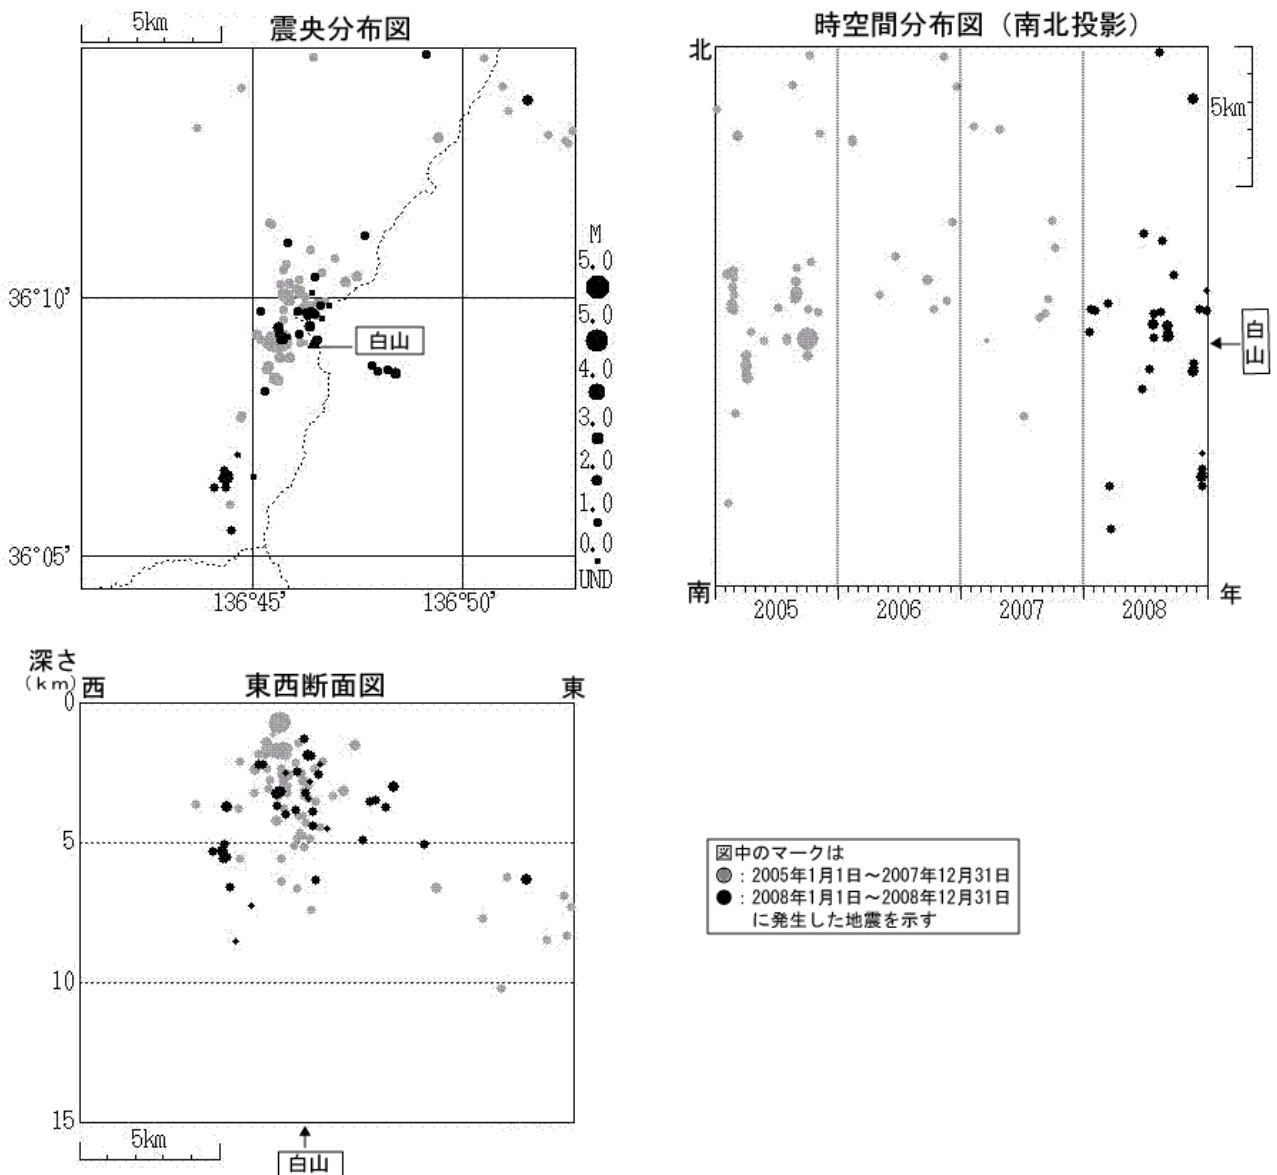 震央分布図
5km
36°10′
36°05′
136°45′
136°50′
白山
M
5.0
5.0
4.0
3.0
2.0
1.0
0.0
UND
時空間分布図（南北投影）
北
南
5km
白山
2005
2006
2007
2008
年
深さ
(km)
西
東西断面図
東
0
5
10
15
5km
白山
図中のマークは
●：2005年1月1日～2007年12月31日
●：2008年1月1日～2008年12月31日
に発生した地震を示す